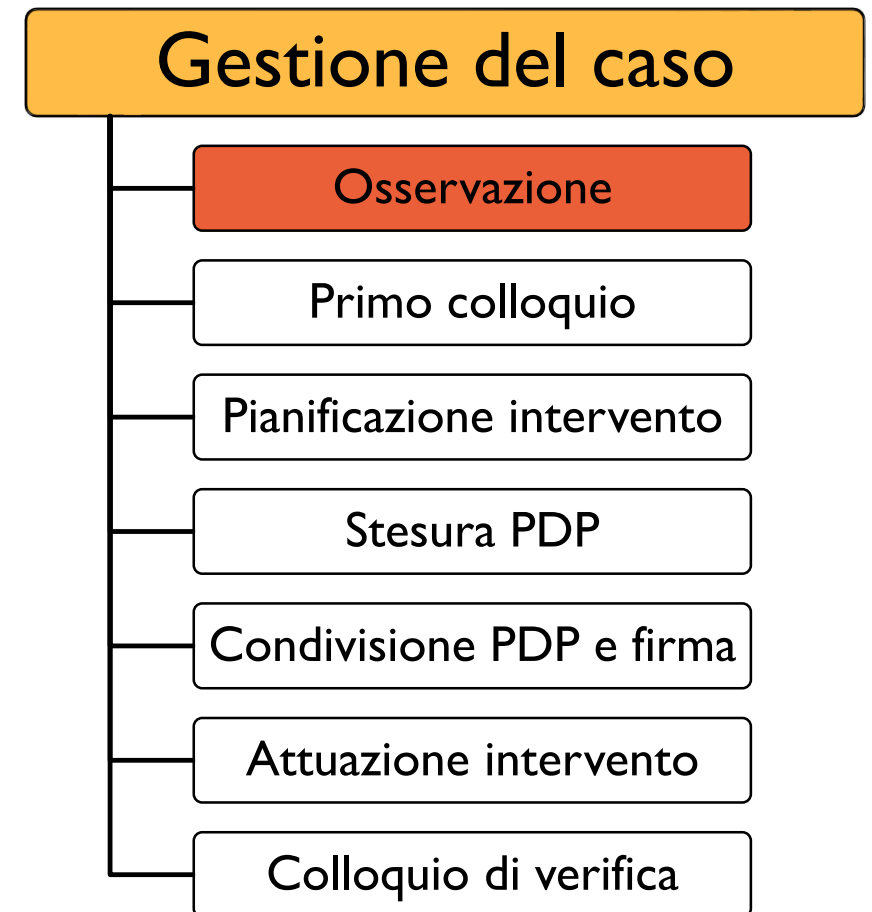 Gestione del caso
Osservazione
Primo colloquio
Pianificazione intervento
Stesura PDP
Condivisione PDP e firma
Attuazione intervento
Colloquio di verifica